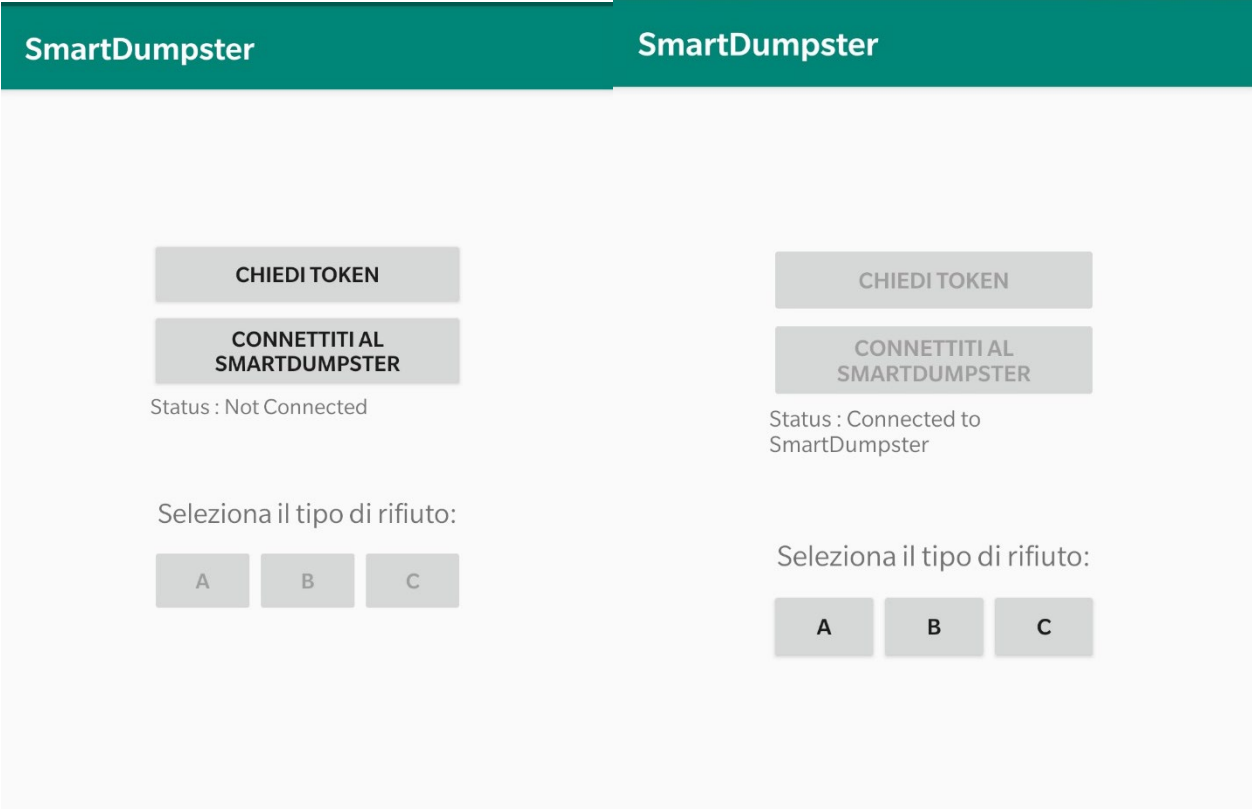 SmartDumpster
CHIEDI TOKEN
CONNETTITI AL
SMARTDUMPSTER
Status : Not Connected
Seleziona il tipo di rifiuto:
A B C
SmartDumpster
CHIEDI TOKEN
CONNETTITI AL
SMARTDUMPSTER
Status : Connected to
SmartDumpster
Seleziona il tipo di rifiuto:
A B C